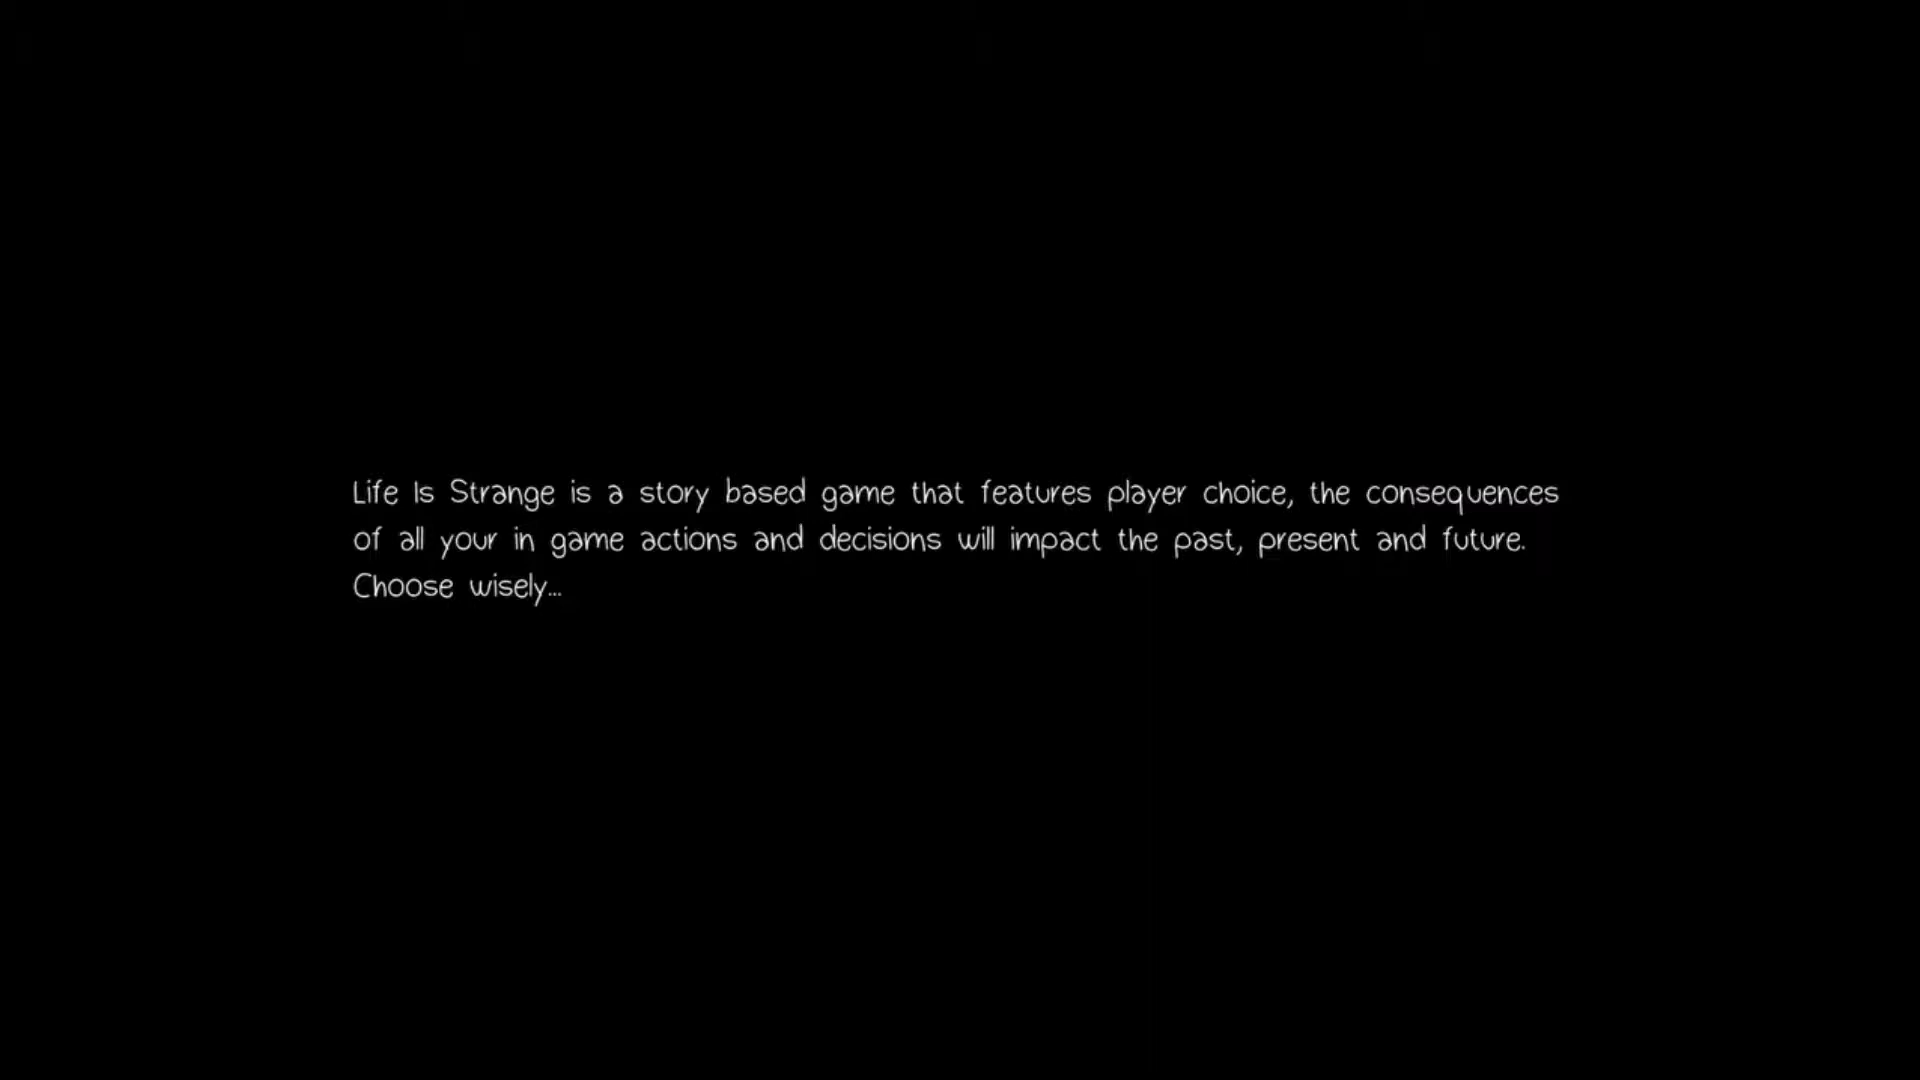 Life Is Strange is a story based game that features player choice, the consequences
of all your in game actions and decisions will impact the past, present and future.
Choose wisely...